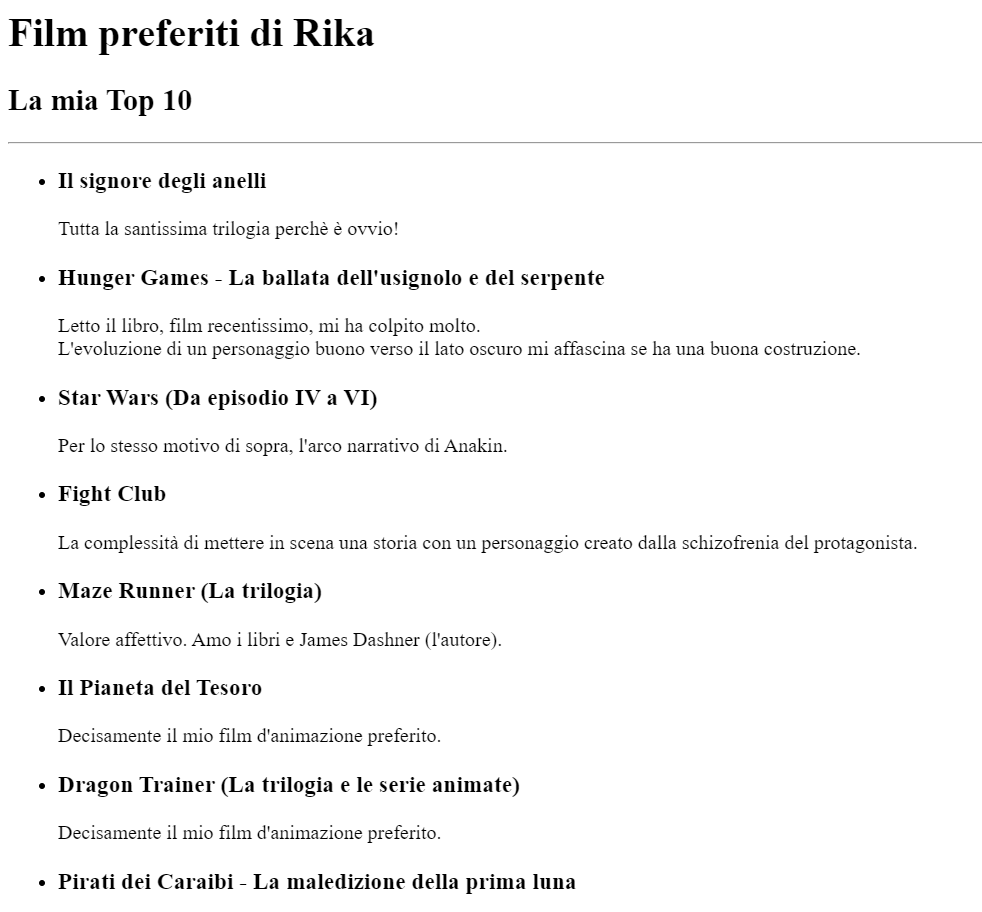 Film preferiti di Rika
La mia Top 10
Il signore degli anelli
Tutta la santissima trilogia perchè è ovvio!
Hunger Games - La ballata dell'usignolo e del serpente
Letto il libro, film recentissimo, mi ha colpito molto.
L'evoluzione di un personaggio buono verso il lato oscuro mi affascina se ha una buona costruzione.
Star Wars (Da episodio IV a VI)
Per lo stesso motivo di sopra, l'arco narrativo di Anakin.
Fight Club
La complessità di mettere in scena una storia con un personaggio creato dalla schizofrenia del protagonista.
Maze Runner (La trilogia)
Valore affettivo. Amo i libri e James Dashner (l'autore).
Il Pianeta del Tesoro
Decisamente il mio film d'animazione preferito.
Dragon Trainer (La trilogia e le serie animate)
Decisamente il mio film d'animazione preferito.
Pirati dei Caraibi - La maledizione della prima luna